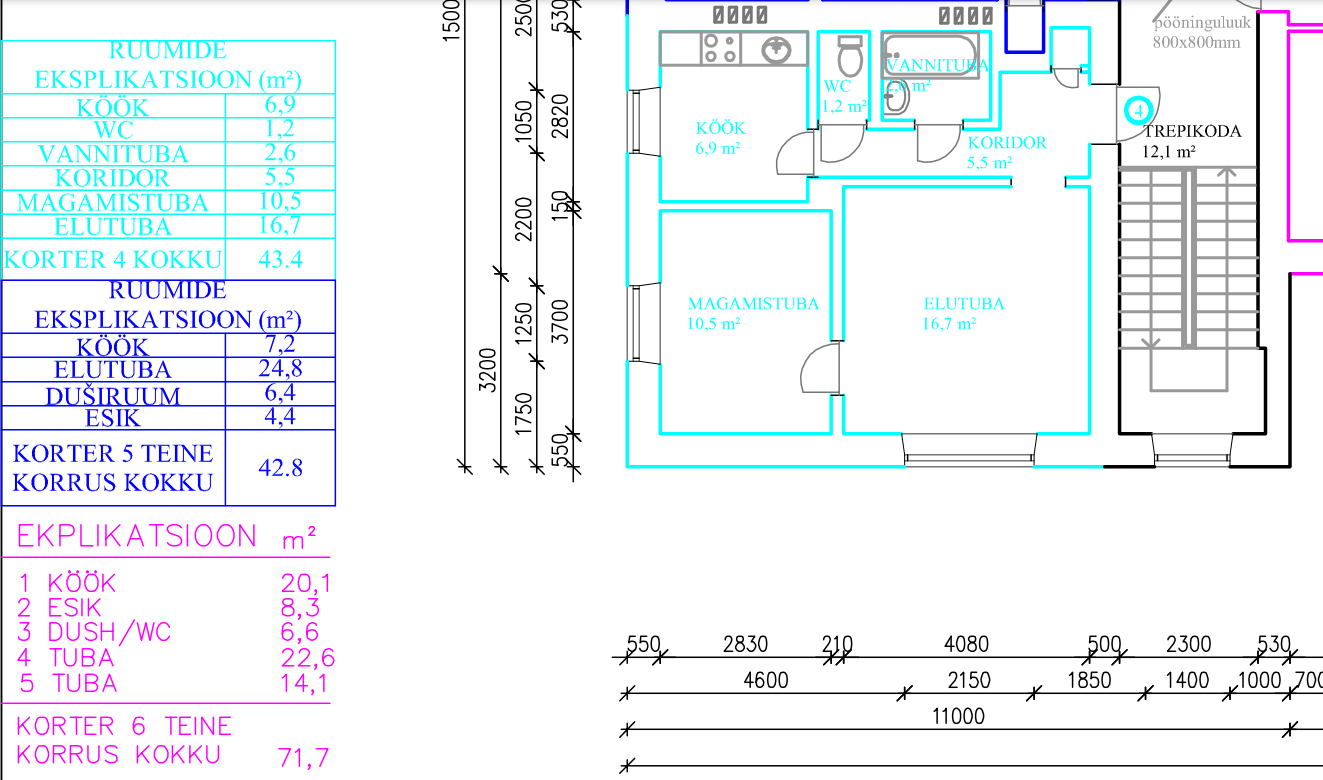 RUUMIDE
EKSPLIKATSIOON (m²)
KÖÖK 6,9
WC 1,2
VANNITUBA 2,6
KORIDOR 5,5
MAGAMISTUBA 10,5
ELUTUBA 16,7
KORTER 4 KOKKU 43.4
RUUMIDE
EKSPLIKATSIOON (m²)
KÖÖK 7,2
ELUTUBA 24,8
DUŠIRUUM 6,4
ESIK 4,4
KORTER 5 TEINE
KORRUS KOKKU 42.8
EKPLIKATSIOON m²
1 KÖÖK 20,1
2 ESIK 8,3
3 DUSH/WC 6,6
4 TUBA 22,6
5 TUBA 14,1
KORTER 6 TEINE
KORRUS KOKKU 71,7
1500
3200
2500
1050
2200
1250
1750
530
2820
150
3700
550
KÖÖK
6,9 m²
WC
1,2 m²
VANNITUBA
2,6 m²
KORIDOR
5,5 m²
MAGAMISTUBA
10,5 m²
ELUTUBA
16,7 m²
pööninguluuk
800x800mm
4
TREPIKODA
12,1 m²
550 2830 210 4080 500 2300 530
4600 2150 1850 1400 1000 700
11000